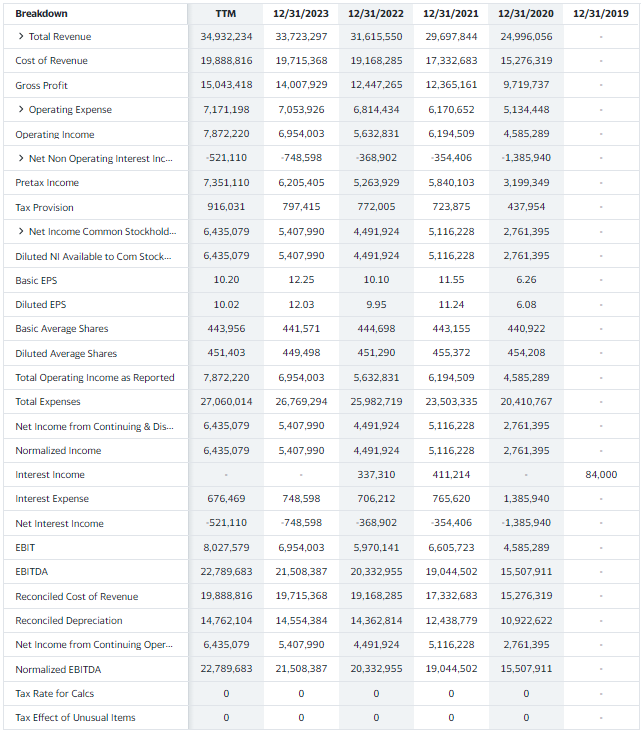 Breakdown TTM 12/31/2023 12/31/2022 12/31/2021 12/31/2020 12/31/2019
> Total Revenue 34,932,234 33,723,297 31,615,550 29,697,844 24,996,056 -
Cost of Revenue 19,888,816 19,715,368 19,168,285 17,332,683 15,276,319 -
Gross Profit 15,043,418 14,007,929 12,447,265 12,365,161 9,719,737 -
> Operating Expense 7,171,198 7,053,926 6,814,434 6,170,652 5,134,448 -
Operating Income 7,872,220 6,954,003 5,632,831 6,194,509 4,585,289 -
> Net Non Operating Interest Inc... -521,110 -748,598 -368,902 -354,406 -1,385,940 -
Pretax Income 7,351,110 6,205,405 5,263,929 5,840,103 3,199,349 -
Tax Provision 916,031 797,415 772,005 723,875 437,954 -
> Net Income Common Stockhold... 6,435,079 5,407,990 4,491,924 5,116,228 2,761,395 -
Diluted NI Available to Com Stock... 6,435,079 5,407,990 4,491,924 5,116,228 2,761,395 -
Basic EPS 10.20 12.25 10.10 11.55 6.26 -
Diluted EPS 10.02 12.03 9.95 11.24 6.08 -
Basic Average Shares 443,956 441,571 444,698 443,155 440,922 -
Diluted Average Shares 451,403 449,498 451,290 455,372 454,208 -
Total Operating Income as Reported 7,872,220 6,954,003 5,632,831 6,194,509 4,585,289 -
Total Expenses 27,060,014 26,769,294 25,982,719 23,503,335 20,410,767 -
Net Income from Continuing & Dis... 6,435,079 5,407,990 4,491,924 5,116,228 2,761,395 -
Normalized Income 6,435,079 5,407,990 4,491,924 5,116,228 2,761,395 -
Interest Income - - 337,310 411,214 - 84,000
Interest Expense 676,469 748,598 706,212 765,620 1,385,940 -
Net Interest Income -521,110 -748,598 -368,902 -354,406 -1,385,940 -
EBIT 8,027,579 6,954,003 5,970,141 6,605,723 4,585,289 -
EBITDA 22,789,683 21,508,387 20,332,955 19,044,502 15,507,911 -
Reconciled Cost of Revenue 19,888,816 19,715,368 19,168,285 17,332,683 15,276,319 -
Reconciled Depreciation 14,762,104 14,554,384 14,362,814 12,438,779 10,922,622 -
Net Income from Continuing Oper... 6,435,079 5,407,990 4,491,924 5,116,228 2,761,395 -
Normalized EBITDA 22,789,683 21,508,387 20,332,955 19,044,502 15,507,911 -
Tax Rate for Calcs 0 0 0 0 0 -
Tax Effect of Unusual Items 0 0 0 0 0 -